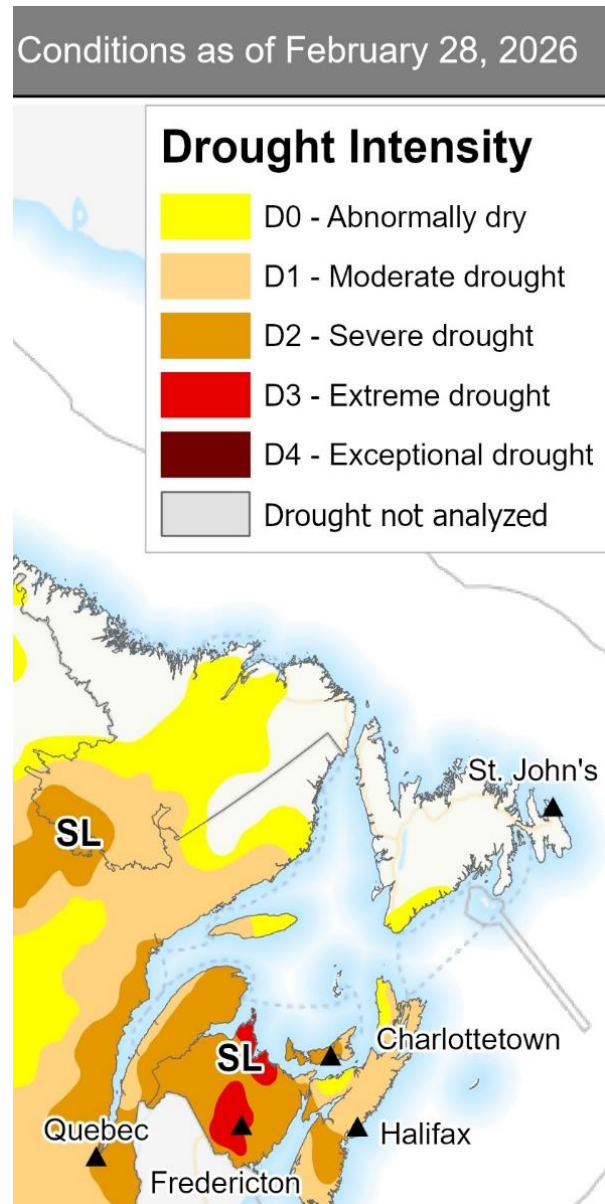 Conditions as of February 28, 2026
Drought Intensity
D0 - Abnormally dry
D1 - Moderate drought
D2 - Severe drought
D3 - Extreme drought
D4 - Exceptional drought
Drought not analyzed
St. John's
SL
Charlottetown
SL
Quebec
Halifax
Fredericton